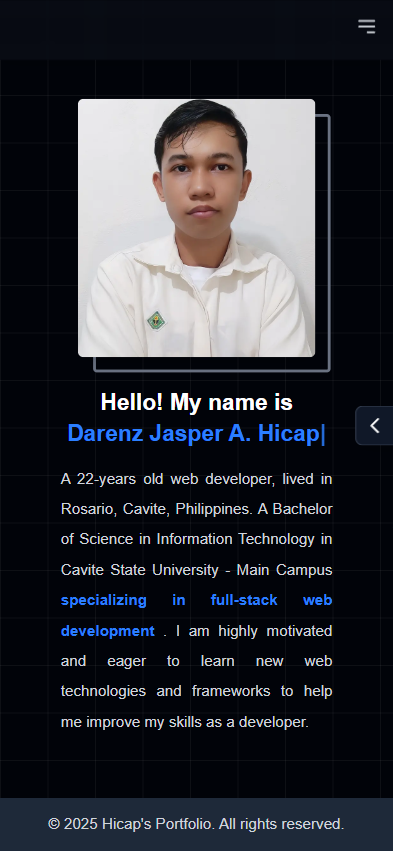 Hello! My name is
Darenz Jasper A. Hicap|
A 22-years old web developer, lived in
Rosario, Cavite, Philippines. A Bachelor
of Science in Information Technology in
Cavite State University - Main Campus
specializing in full-stack web
development . I am highly motivated
and eager to learn new web
technologies and frameworks to help
me improve my skills as a developer.
© 2025 Hicap's Portfolio. All rights reserved.